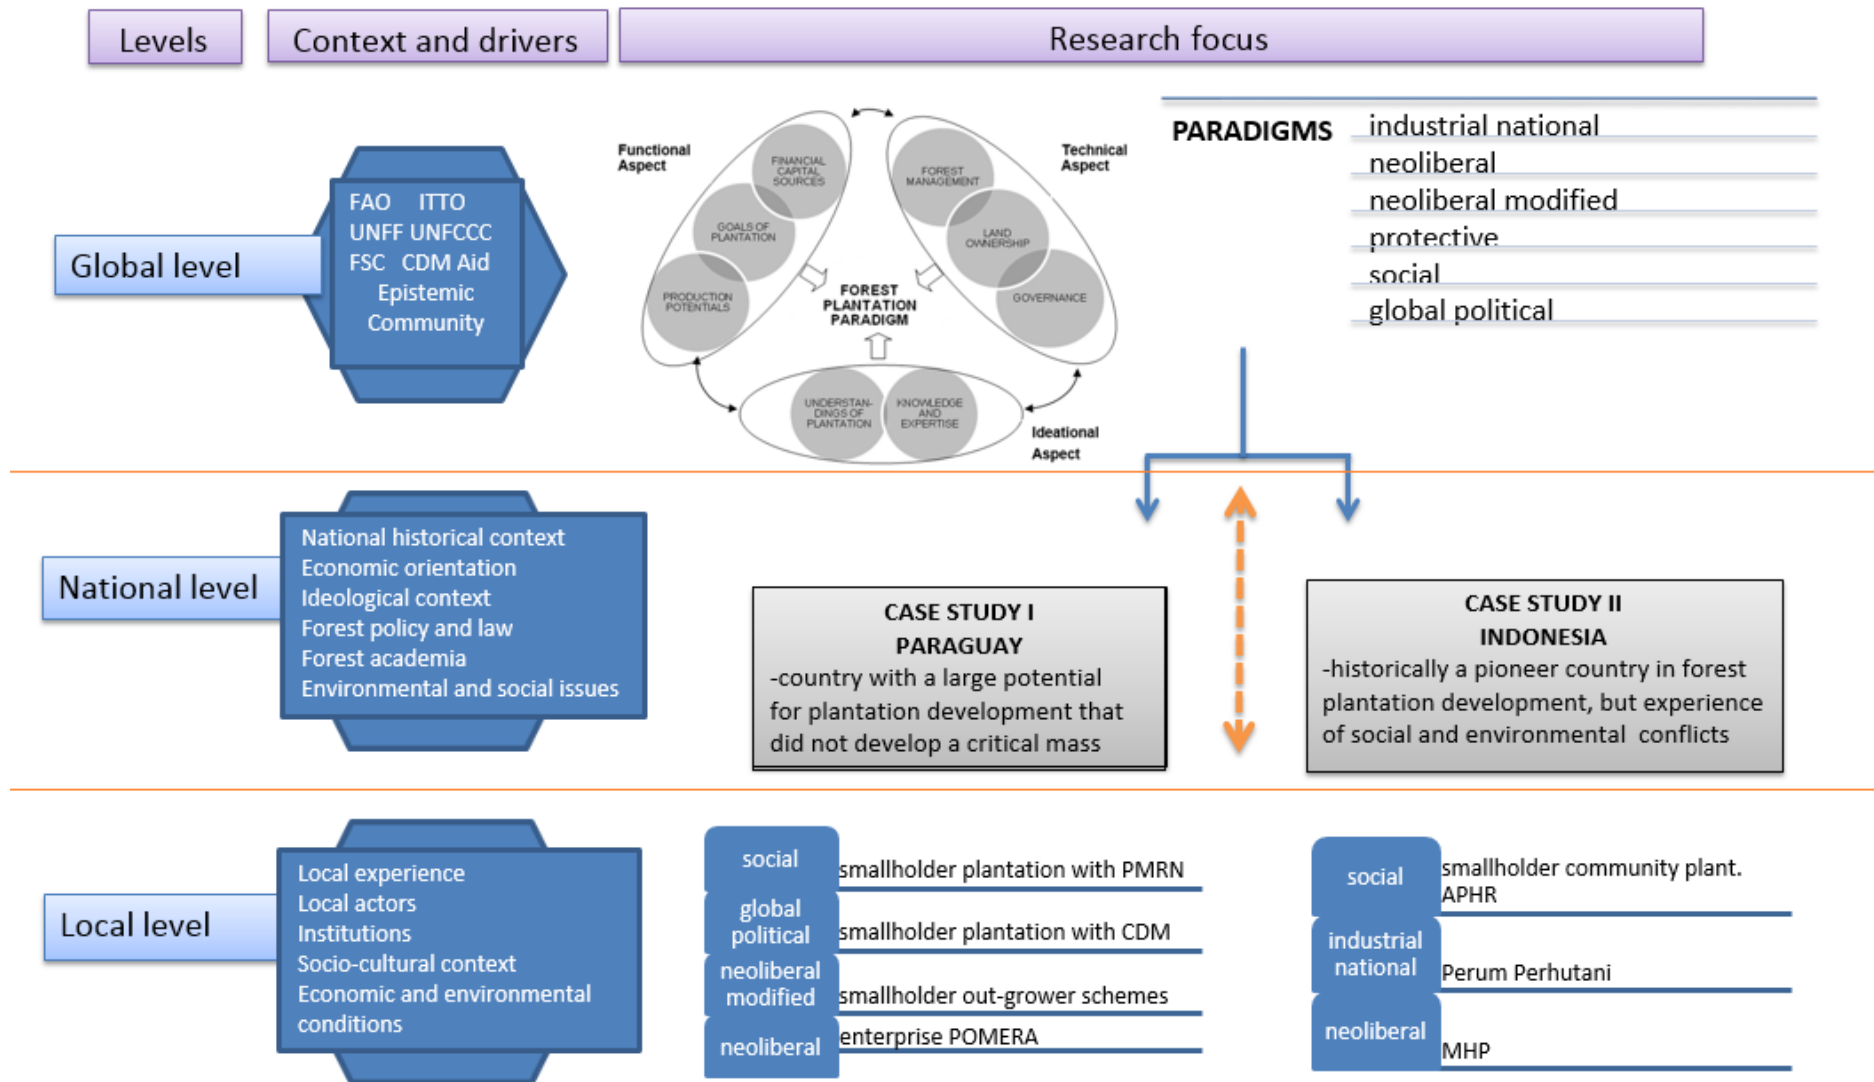 Levels
Context and drivers
Research focus
Global level
FAO ITTO
UNFF UNFCCC
FSC CDM Aid
Epistemic
Community
Functional
Aspect
FINANCIAL
CAPITAL
SOURCES
GOALS OF
PLANTATION
PRODUCTION
POTENTIALS
Technical
Aspect
FOREST
MANAGEMENT
LAND
OWNERSHIP
GOVERNANCE
FOREST
PLANTATION
PARADIGM
UNDERSTAN-
DINGS OF
PLANTATION
KNOWLEDGE
AND
EXPERTISE
Ideational
Aspect
PARADIGMS
industrial national
neoliberal
neoliberal modified
protective
social
global political
National level
National historical context
Economic orientation
Ideological context
Forest policy and law
Forest academia
Environmental and social issues
CASE STUDY I
PARAGUAY
-country with a large potential
for plantation development that
did not develop a critical mass
CASE STUDY II
INDONESIA
-historically a pioneer country in forest
plantation development, but experience
of social and environmental conflicts
Local level
Local experience
Local actors
Institutions
Socio-cultural context
Economic and environmental
conditions
social
smallholder plantation with PMRN
global
political
smallholder plantation with CDM
neoliberal
modified
smallholder out-grower schemes
neoliberal
enterprise POMERA
social
smallholder community plant.
APHR
industrial
national
Perum Perhutani
neoliberal
MHP